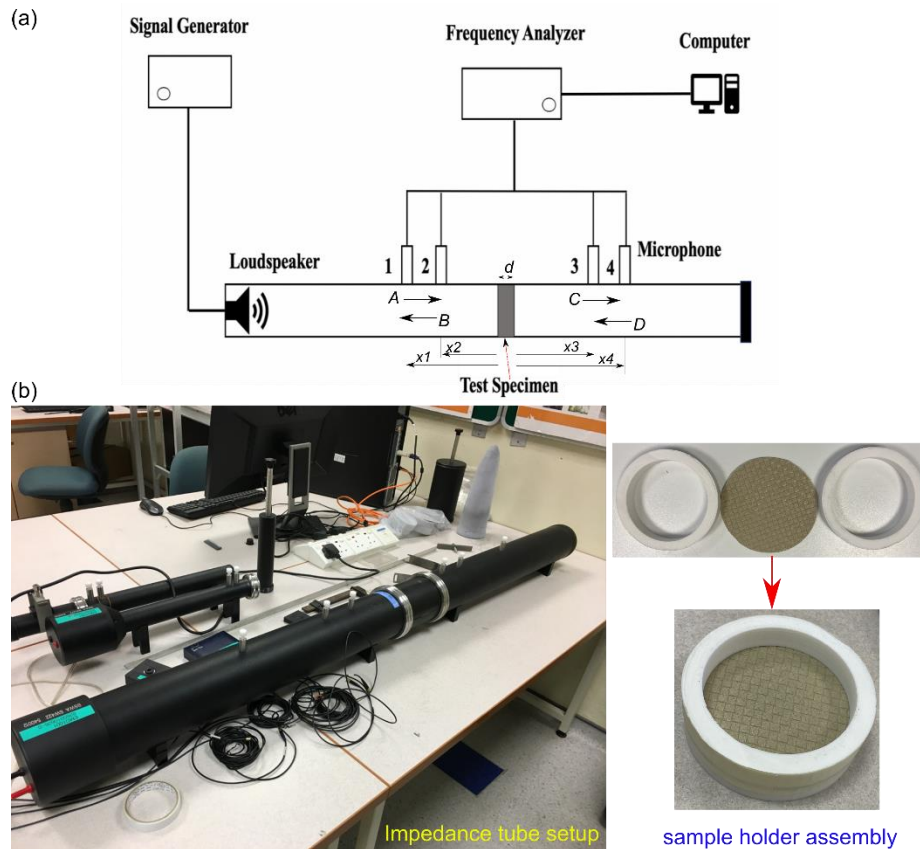 (a)
Signal Generator
Frequency Analyzer
Computer
Loudspeaker
Microphone
1
2
d
3
4
A
B
C
D
x1
x2
x3
x4
Test Specimen
(b)
Impedance tube setup
sample holder assembly